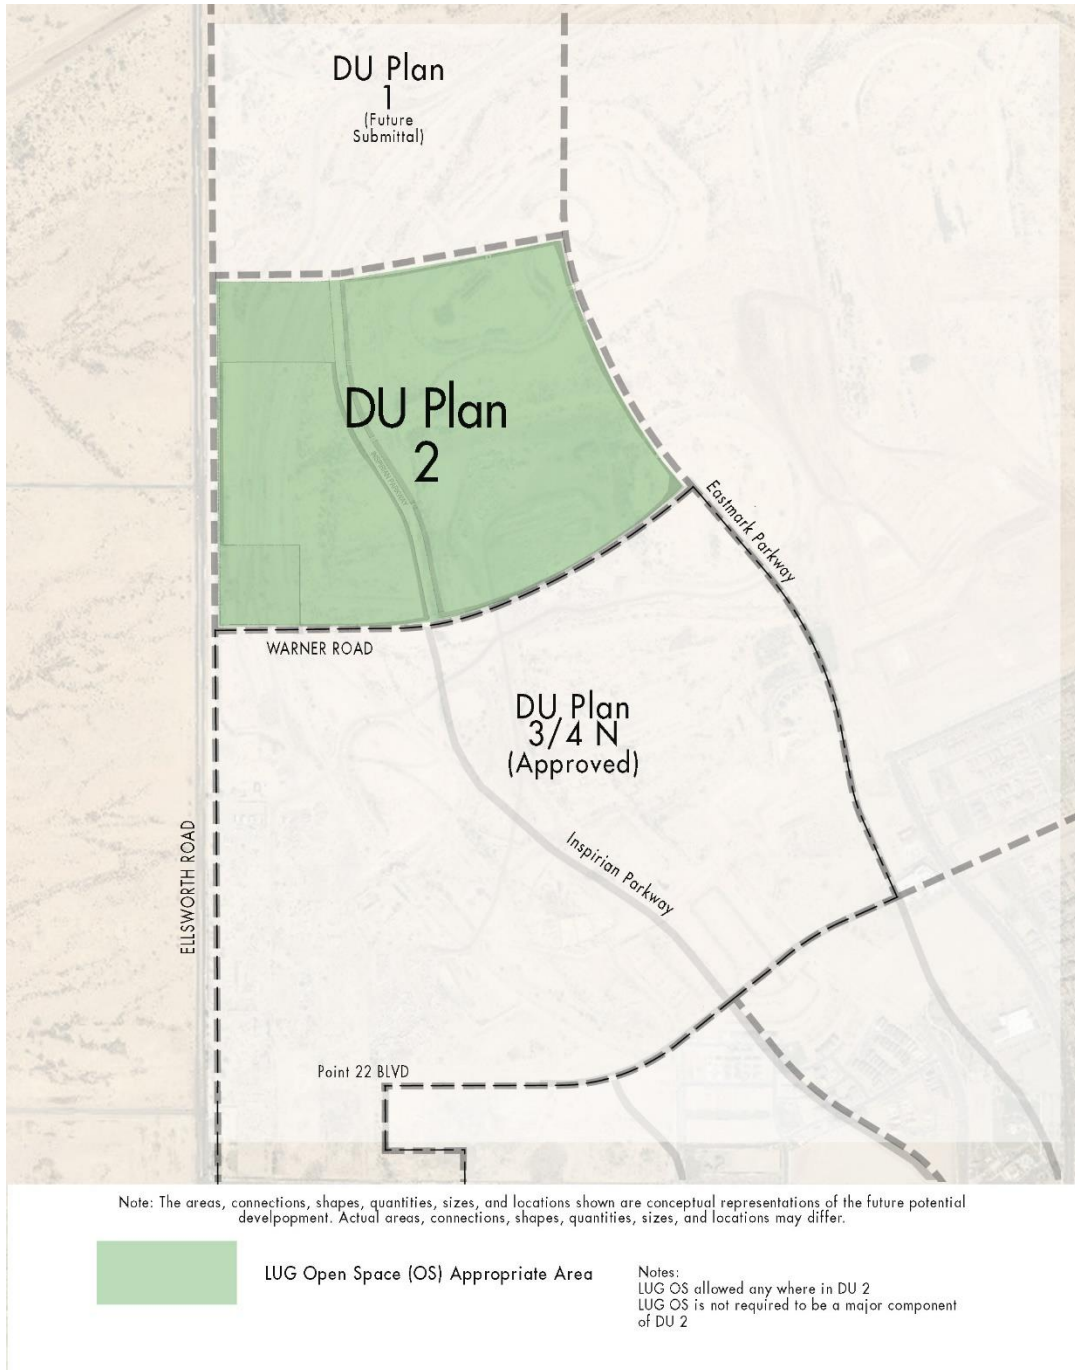 DU Plan
1
(Future
Submittal)
DU Plan
2
Eastmark Parkway
WARNER ROAD
DU Plan
3/4 N
(Approved)
ELLSWORTH ROAD
Inspirian Parkway
Point 22 BLVD
Note: The areas, connections, shapes, quantities, sizes, and locations shown are conceptual representations of the future potential
develpopment. Actual areas, connections, shapes, quantities, sizes, and locations may differ.
LUG Open Space (OS) Appropriate Area
Notes:
LUG OS allowed any where in DU 2
LUG OS is not required to be a major component
of DU 2